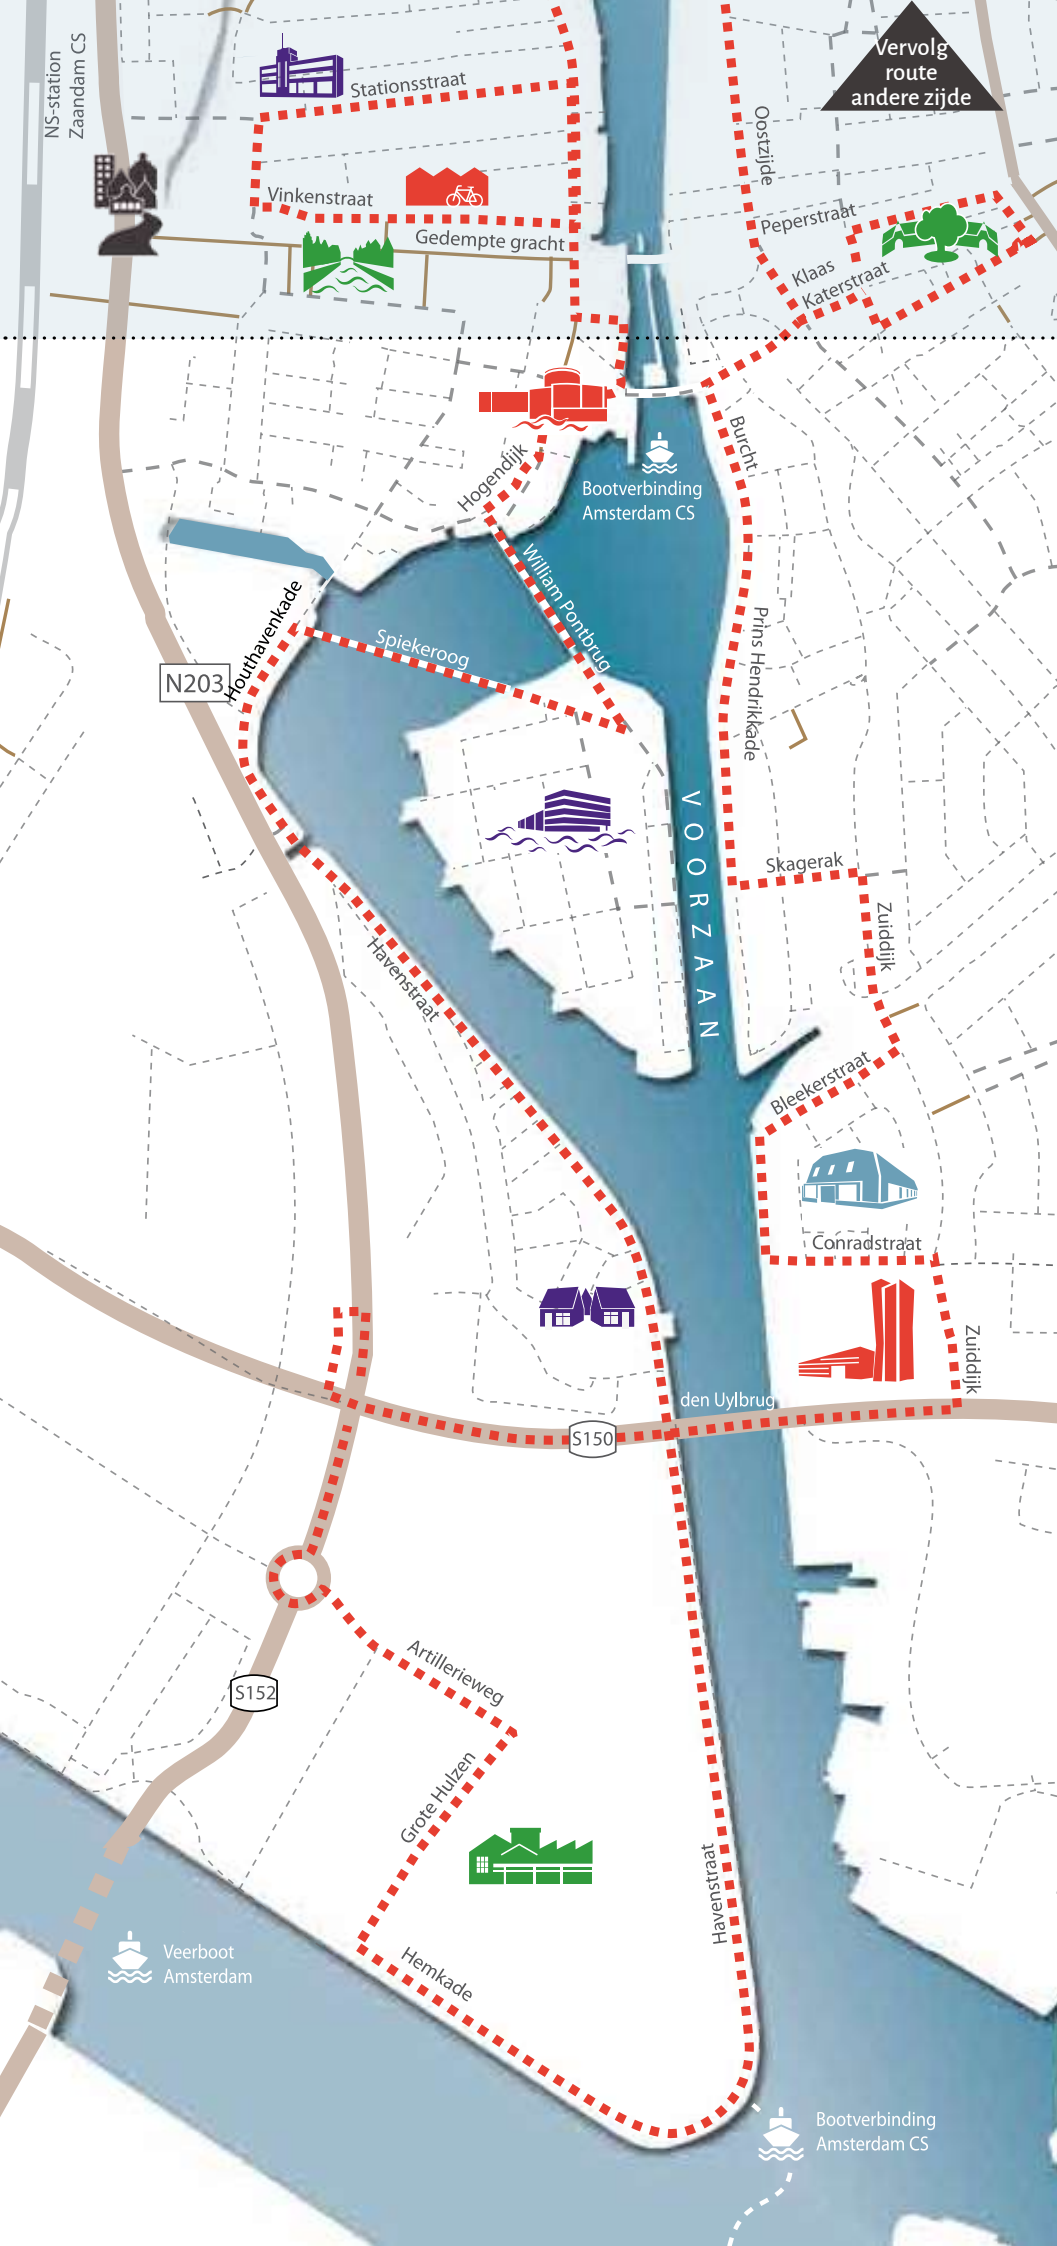 NS-station
Zaandam CS
Stationsstraat
Vervolg
route
andere zijde
Oostzijde
Vinkenstraat
Peperstraat
Gedempte gracht
Klaas
Katerstraat
Burcht
Hogendijk
Bootverbinding
Amsterdam CS
William Pontbrug
Houthavenkade
Spiekeroog
Prins Hendrikkade
N203
VOORZAAN
Skagerak
Zuiddijk
Havenstraat
Bleekerstraat
Conradstraat
Zuiddijk
den Uylbrug
S150
Artillerieweg
S152
Grote Hulzen
Havenstraat
Veerboot
Amsterdam
Hemkade
Bootverbinding
Amsterdam CS